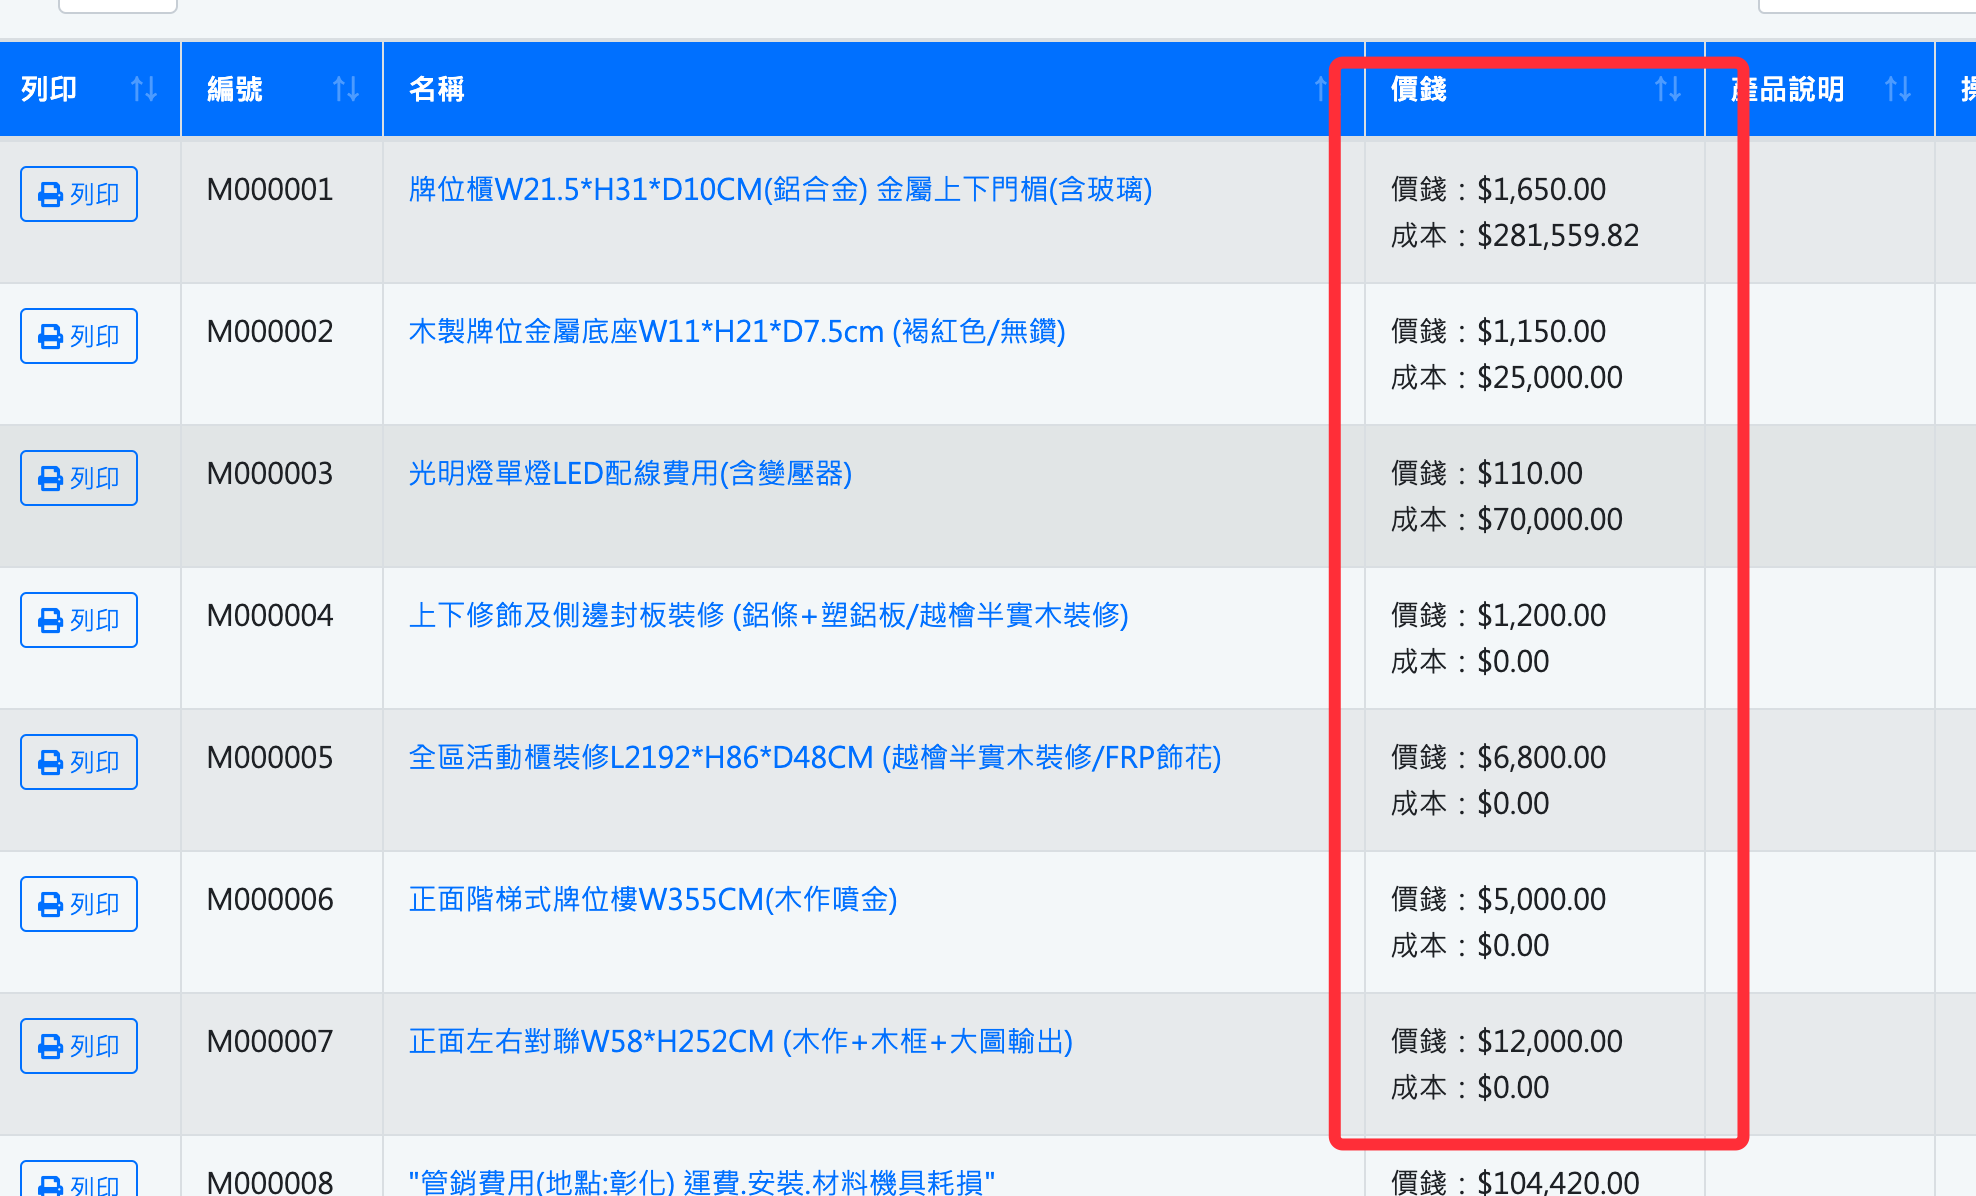 列印 編號 名稱 價錢 產品說明
列印 M000001 牌位櫃W21.5*H31*D10CM(鋁合金) 金屬上下門楣(含玻璃) 價錢：$1,650.00
成本：$281,559.82
列印 M000002 木製牌位金屬底座W11*H21*D7.5cm (褐紅色/無鑽) 價錢：$1,150.00
成本：$25,000.00
列印 M000003 光明燈單燈LED配線費用(含變壓器) 價錢：$110.00
成本：$70,000.00
列印 M000004 上下修飾及側邊封板裝修 (鋁條+塑鋁板/越檜半實木裝修) 價錢：$1,200.00
成本：$0.00
列印 M000005 全區活動櫃裝修L2192*H86*D48CM (越檜半實木裝修/FRP飾花) 價錢：$6,800.00
成本：$0.00
列印 M000006 正面階梯式牌位樓W355CM(木作噴金) 價錢：$5,000.00
成本：$0.00
列印 M000007 正面左右對聯W58*H252CM (木作+木框+大圖輸出) 價錢：$12,000.00
成本：$0.00
列印 M000008 "管銷費用(地點:彰化) 運費.安裝.材料機具耗損" 價錢：$104,420.00